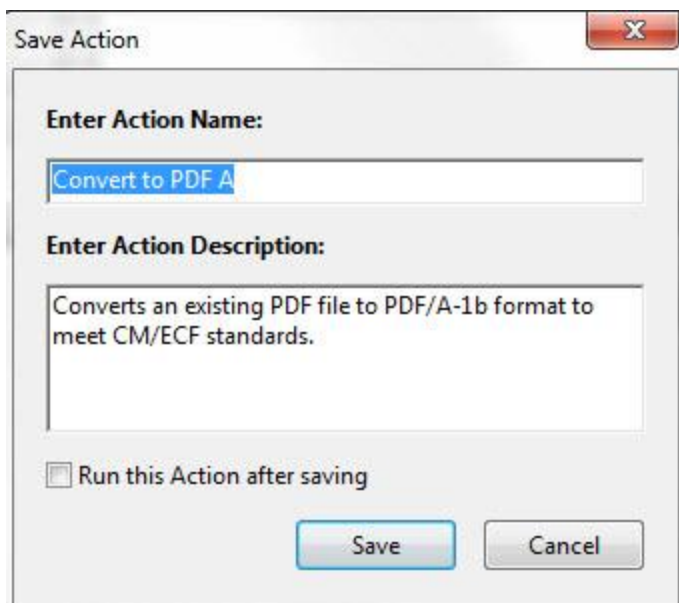 Save Action
Enter Action Name:
Convert to PDF A
Enter Action Description:
Converts an existing PDF file to PDF/A-1b format to
meet CM/ECF standards.
Run this Action after saving
Save
Cancel